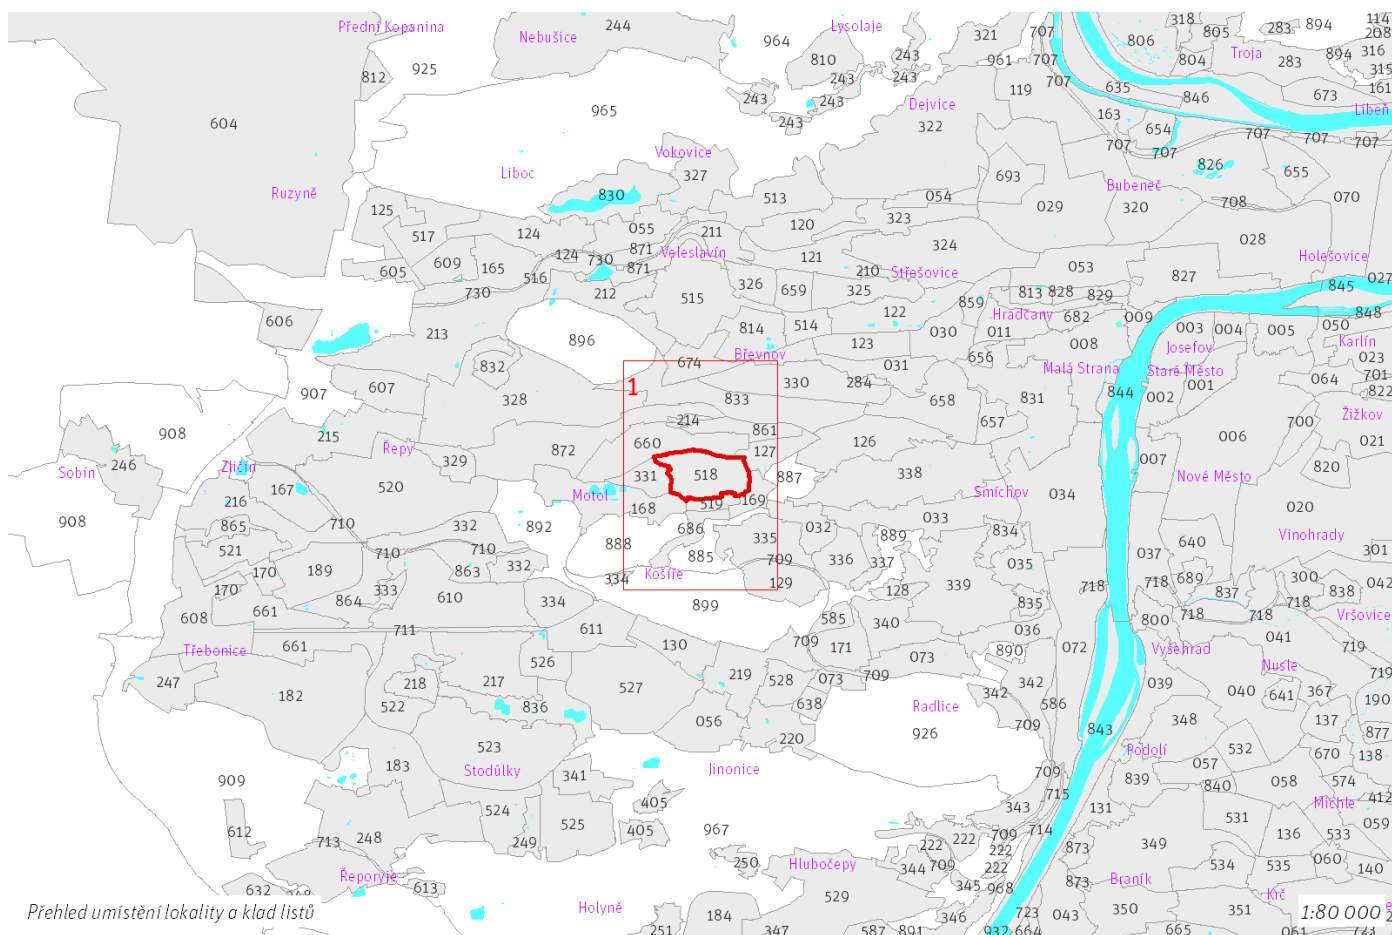 Přední Kopanina 244 Lysolaje 321 707 318 283 894 114
Nebušice 964 806 805 208
925 810 243 961 707 804 Troja 283 894 316
812 243 243 707 315
243 243 119 635 846 673 161
604 965 243 Dejvice 163 Libeň
322 654 707 707 707
Vokovice 707 707
Liboc 327 693 826 655
Ruzyně 830 513 054 Bubeneč
125 323 029 320 708 070
517 124 055 211 120
124 871 Veleslavín 324 028
605 609 165 730 871 121 210 Střešovice 053 Holešovice
516 827 027
730 212 515 326 659 325 859 813 828 829 845
606 122 Hradčany 682 009 848
213 814 514 030 011 003 004 005 050
896 Břevnov 123 008 Josefov Karlín
832 674 031 656 Malá Strana Staré Město 023
607 1 330 284 844 001 064 701
907 328 833 658 831 002 822
214 657 Žižkov
908 215 861 700
Řepy 872 660 126 006 021
Sobín 246 Zličín 329 127 007 820
520 331 518 887 338 Nové Město
167 Motol Smíchov 034
216 168 519 169 020
908 865 710 332 892 686 032 033 834 Vinohrady
521 888 335 889 640 301
710 710 885 709 336 337 035 037
170 189 863 332 Košíře 689 300 042
170 333 334 129 128 339 718 718 837 838
864 610 334 899 835 718
608 661 585 340 036 718 718 Vršovice
711 611 800
Třebonice 661 130 709 171 890 072 Vyšehrad 041 719
526 073 Nusle
247 218 217 219 528 073 709 342 719
182 527 342 039 040 641 367 190
522 836 638 Radlice 586
056 709 348 137
926 843 877
523 220 532
183 Stodůlky Jinonice 709 Podolí 670 138
909 341 839 057 058 574
405 715 840 412
524 343 131 Míchle
612 525 405 967 709 714 531 059
713 248 249 222 222 222 873 349 136 533
250 Hlubočepy 344 709 222 534 535 060 140
Řeporyje 529 873 Braník
632 613 345 968 Krč
Holyně 184 346 723 043 350 351
Přehled umístění lokality a klad listů 251 347 587 891 932 664 665 061 723 1:80 000